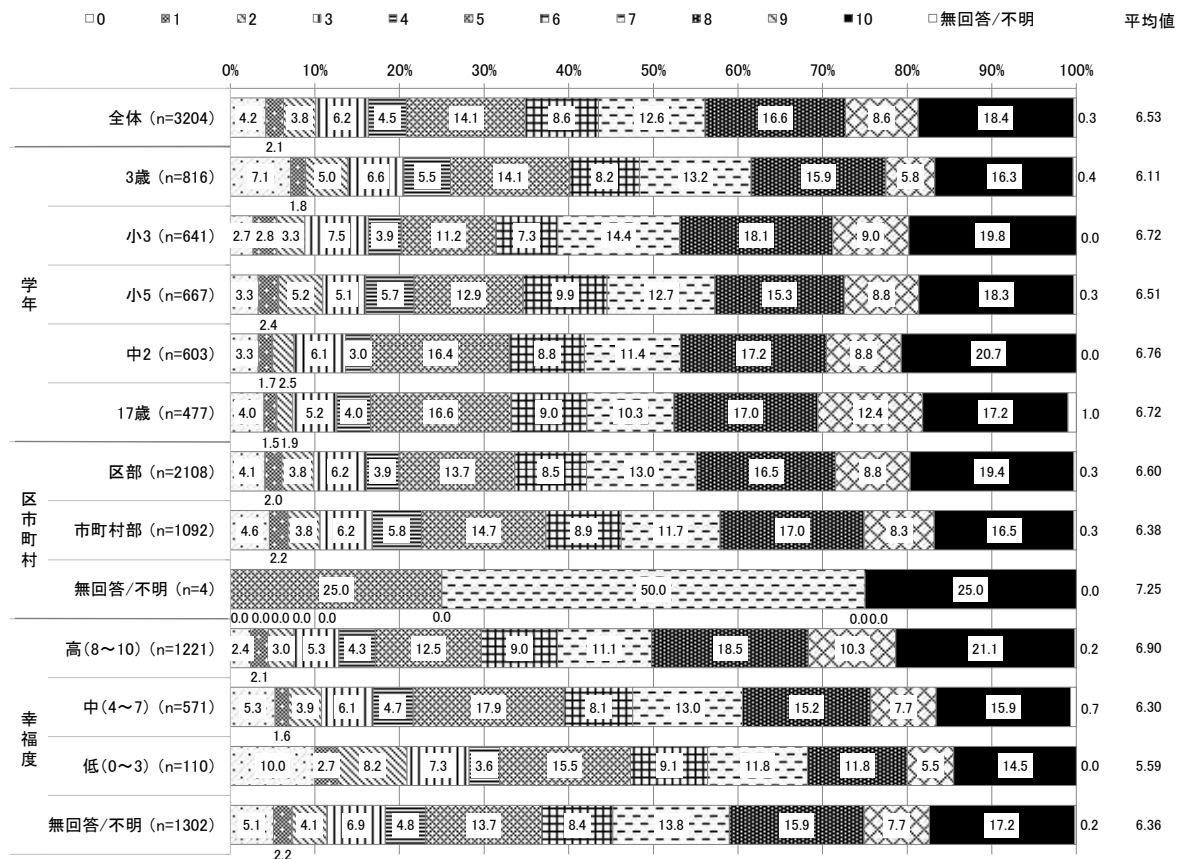 0 1 2 3 4 5 6 7 8 9 10 無回答/不明 平均値
0% 10% 20% 30% 40% 50% 60% 70% 80% 90% 100%
全体 (n=3204) 4.2 3.8 6.2 4.5 14.1 8.6 12.6 16.6 8.6 18.4 0.3 6.53
2.1
学年
3歳 (n=816) 7.1 5.0 6.6 5.5 14.1 8.2 13.2 15.9 5.8 16.3 0.4 6.11
1.8
小3 (n=641) 2.7 2.8 3.3 7.5 3.9 11.2 7.3 14.4 18.1 9.0 19.8 0.0 6.72
小5 (n=667) 3.3 5.2 5.1 5.7 12.9 9.9 12.7 15.3 8.8 18.3 0.3 6.51
2.4
中2 (n=603) 3.3 6.1 3.0 16.4 8.8 11.4 17.2 8.8 20.7 0.0 6.76
1.7 2.5
17歳 (n=477) 4.0 5.2 4.0 16.6 9.0 10.3 17.0 12.4 17.2 1.0 6.72
1.5 1.9
区市町村
区部 (n=2108) 4.1 3.8 6.2 3.9 13.7 8.5 13.0 16.5 8.8 19.4 0.3 6.60
2.0
市町村部 (n=1092) 4.6 3.8 6.2 5.8 14.7 8.9 11.7 17.0 8.3 16.5 0.3 6.38
2.2
無回答/不明 (n=4) 25.0 50.0 25.0 0.0 7.25
0.0 0.0 0.0 0.0 0.0 0.0 0.0 0.0
幸福度
高(8～10) (n=1221) 2.4 3.0 5.3 4.3 12.5 9.0 11.1 18.5 10.3 21.1 0.2 6.90
2.1
中(4～7) (n=571) 5.3 3.9 6.1 4.7 17.9 8.1 13.0 15.2 7.7 15.9 0.7 6.30
1.6
低(0～3) (n=110) 10.0 2.7 8.2 7.3 3.6 15.5 9.1 11.8 11.8 5.5 14.5 0.0 5.59
無回答/不明 (n=1302) 5.1 4.1 6.9 4.8 13.7 8.4 13.8 15.9 7.7 17.2 0.2 6.36
2.2